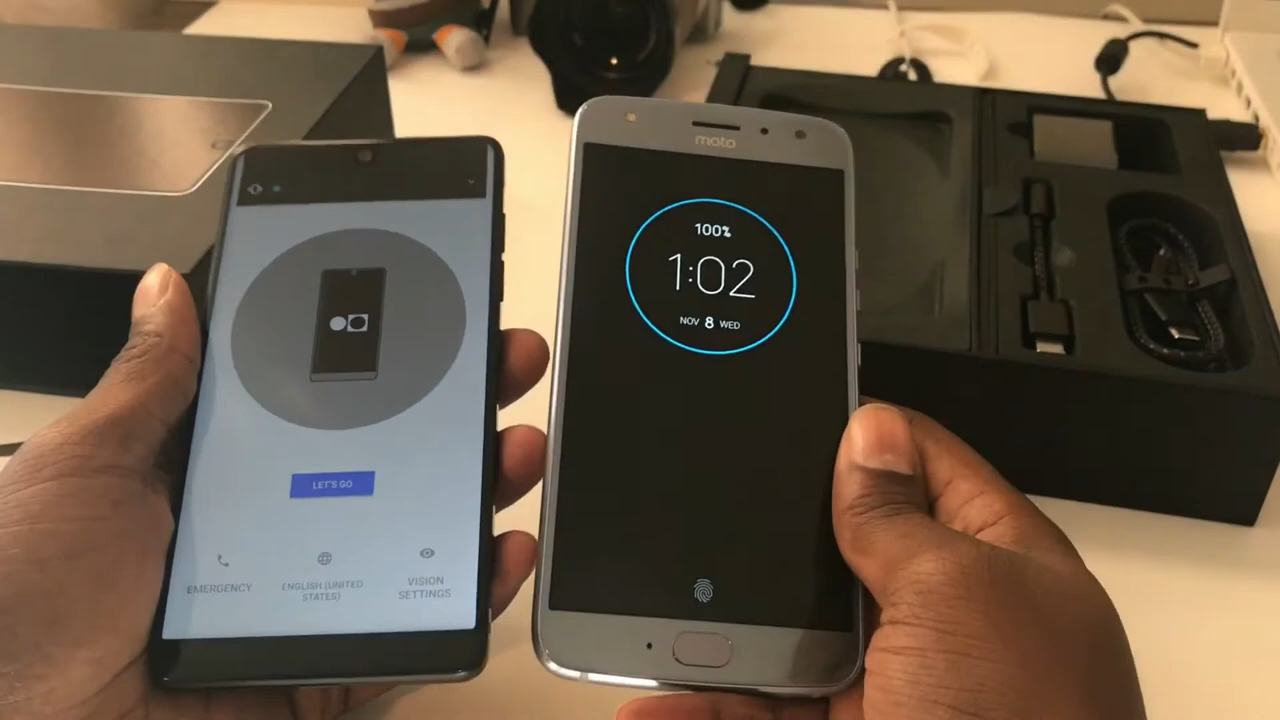 LET'S GO
EMERGENCY
ENGLISH (UNITED
STATES)
VISION
SETTINGS
moto
100%
1:02
NOV 8 WED